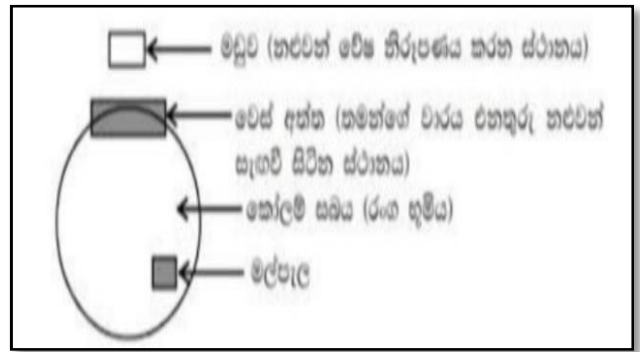 මඩුව (නළුවන් වේෂ නිරූපණය කරන ස්ථානය)
වෙස් අත්ත (තමන්ගේ වාරය එනතුරු නළුවන්
සැඟවී සිටින ස්ථානය)
කෝලම් සබය (රංග භූමිය)
මල්පැල